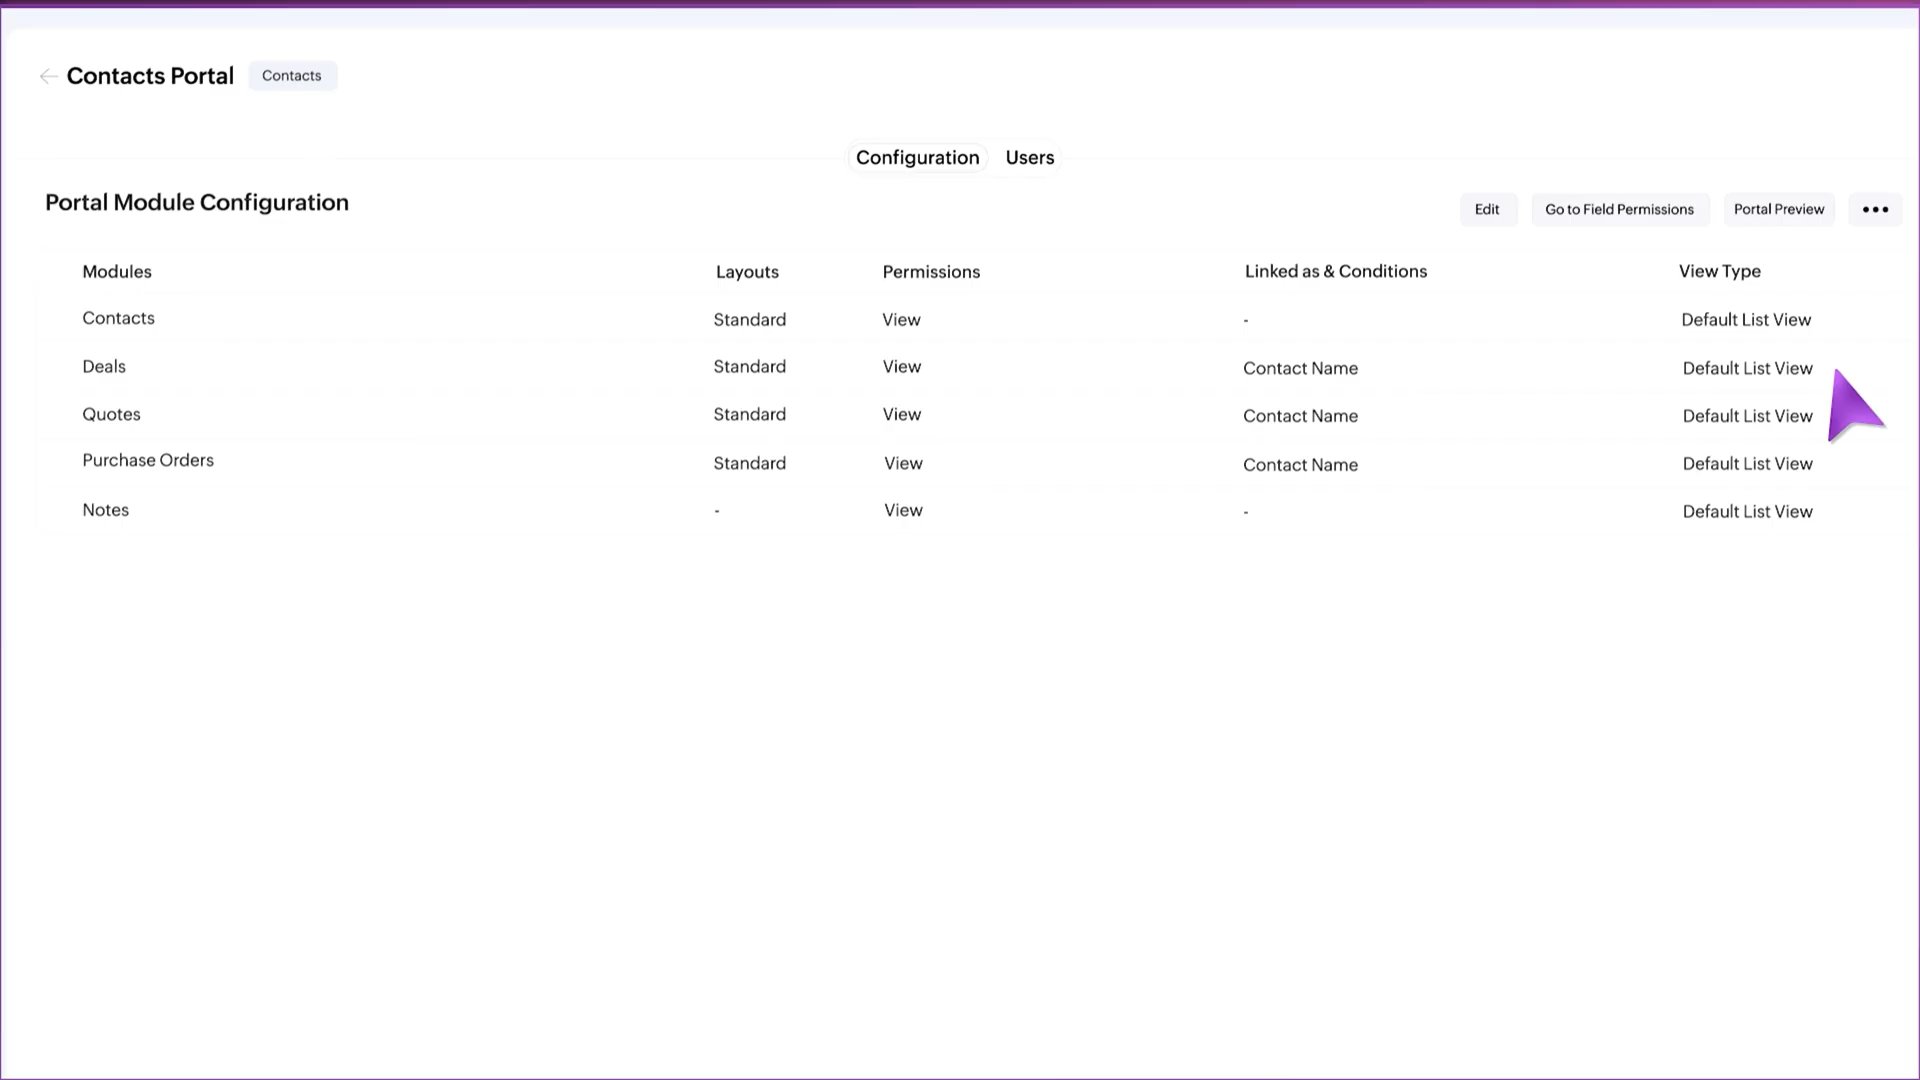 Contacts Portal Contacts
Configuration Users
Portal Module Configuration
Edit Go to Field Permissions Portal Preview
Modules Layouts Permissions Linked as & Conditions View Type
Contacts Standard View - Default List View
Deals Standard View Contact Name Default List View
Quotes Standard View Contact Name Default List View
Purchase Orders Standard View Contact Name Default List View
Notes - View - Default List View